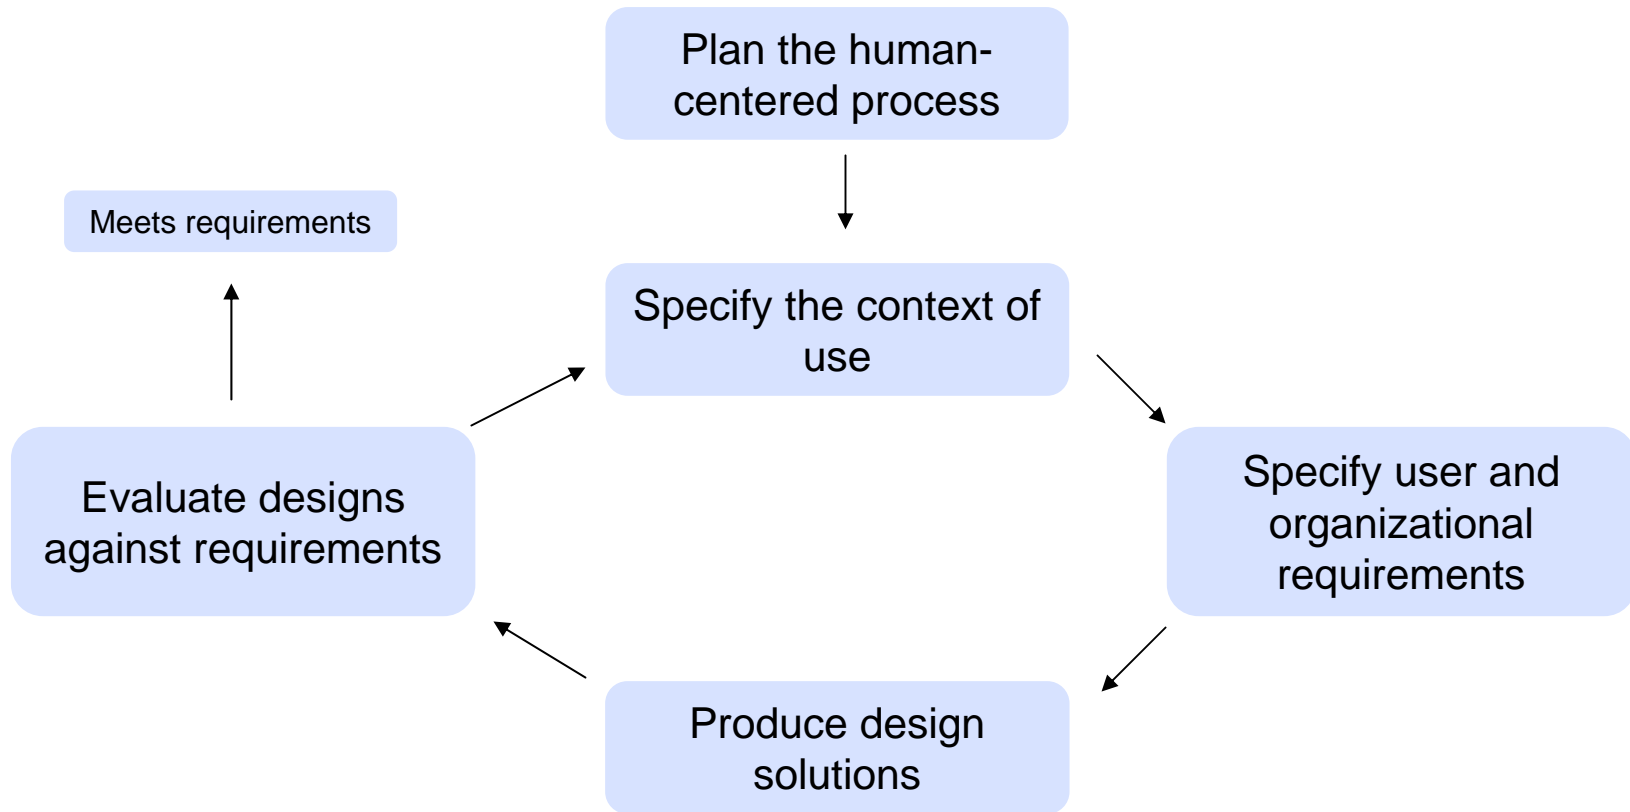 Plan the human-
centered process
Meets requirements
Specify the context of
use
Evaluate designs
against requirements
Specify user and
organizational
requirements
Produce design
solutions